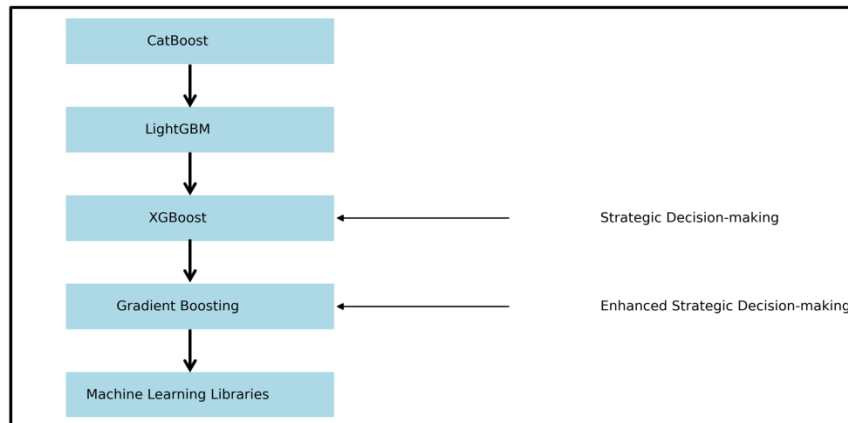 CatBoost
LightGBM
XGBoost
Strategic Decision-making
Gradient Boosting
Enhanced Strategic Decision-making
Machine Learning Libraries